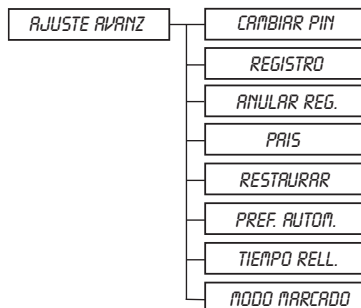 AJUSTE AVANZ
CAMBIAR PIN
REGISTRO
ANULAR REG.
PAIS
RESTAURAR
PREF. AUTOM.
TIEMPO RELL.
MODO MARCADO